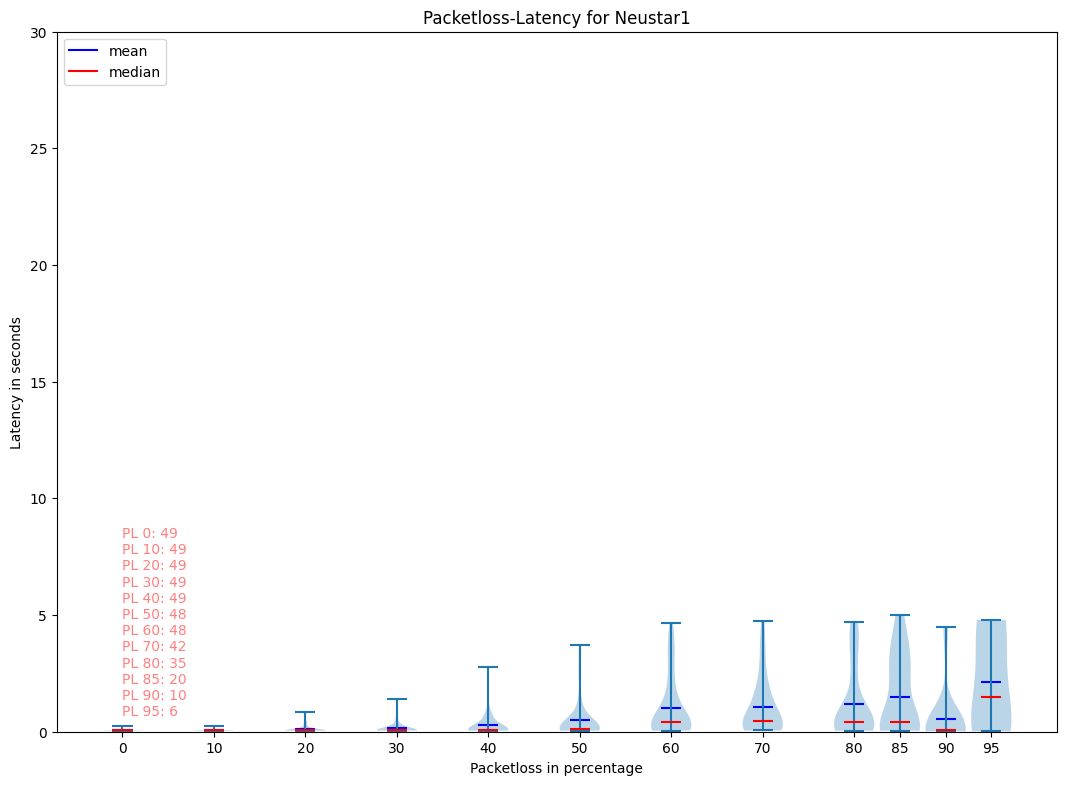 Packetloss-Latency for Neustar1
mean
median
30
25
20
15
10
5
0
Latency in seconds
PL 0: 49
PL 10: 49
PL 20: 49
PL 30: 49
PL 40: 49
PL 50: 48
PL 60: 48
PL 70: 42
PL 80: 35
PL 85: 20
PL 90: 10
PL 95: 6
0 10 20 30 40 50 60 70 80 85 90 95
Packetloss in percentage